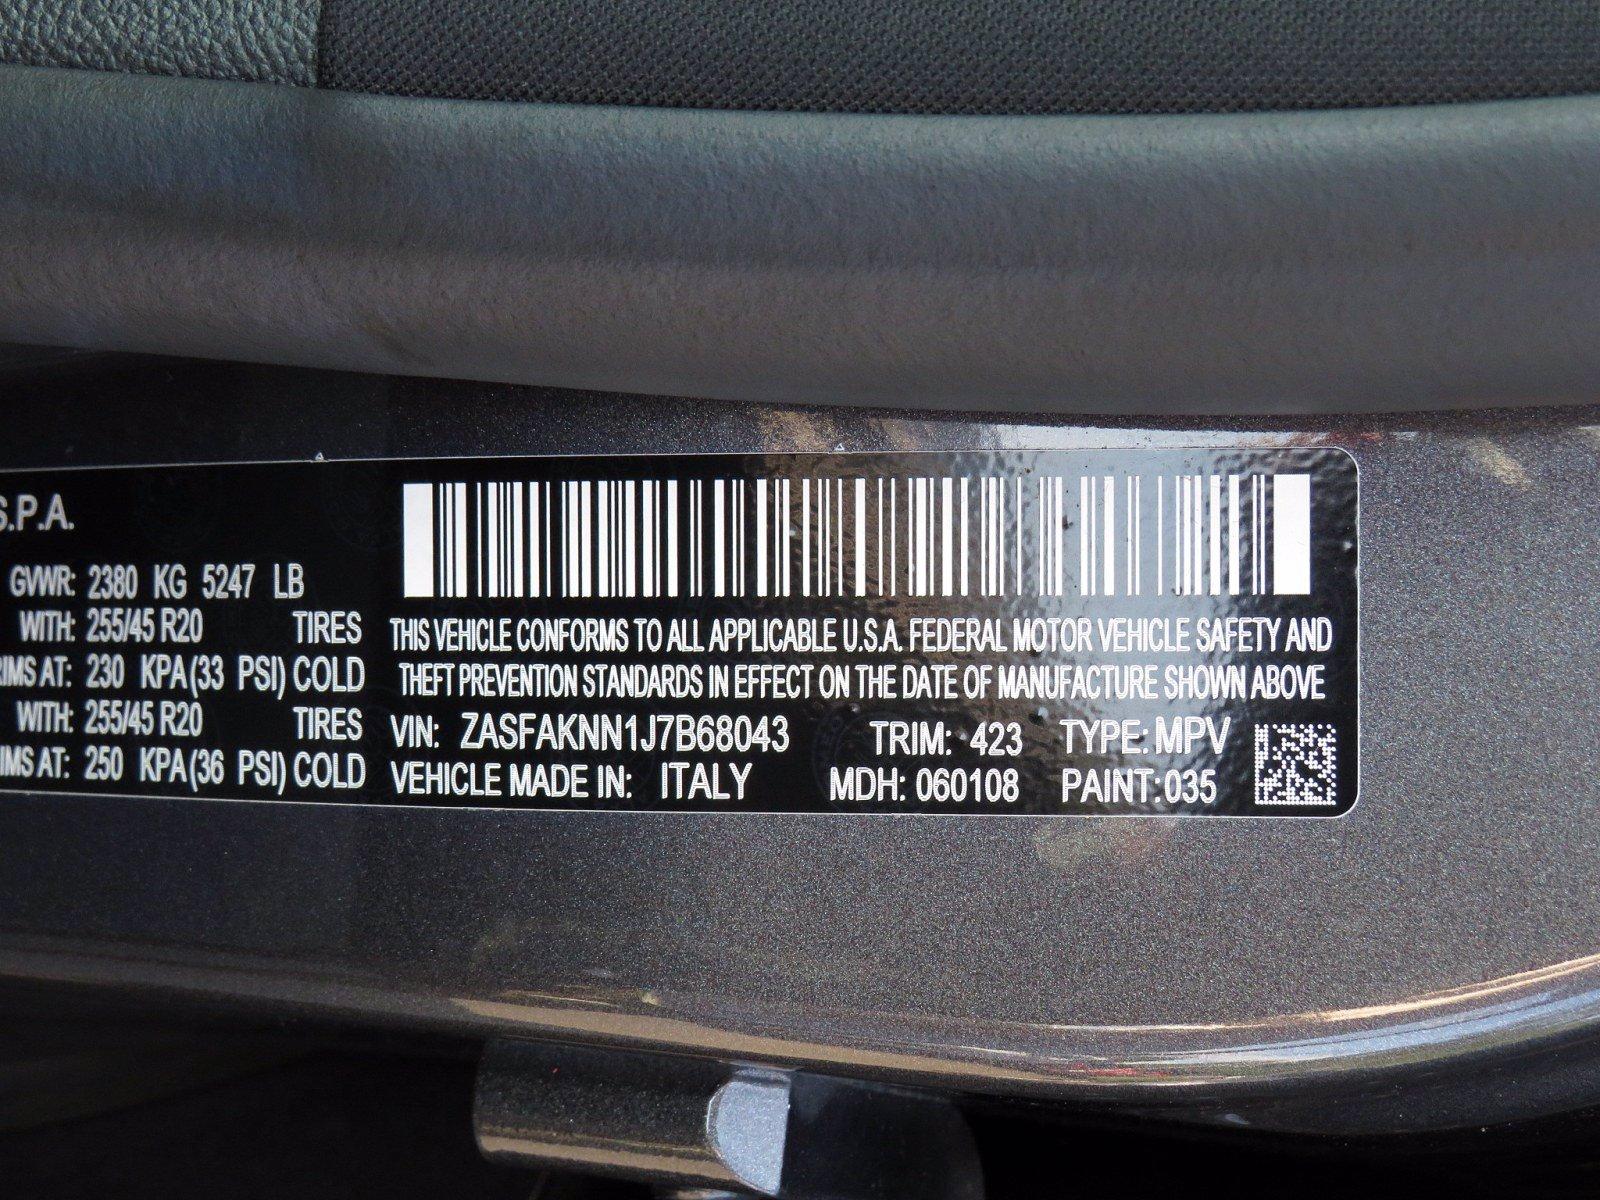 S.P.A.
GVWR: 2380 KG 5247 LB
WITH: 255/45 R20 TIRES
RIMS AT: 230 KPA(33 PSI) COLD
WITH: 255/45 R20 TIRES
IMS AT: 250 KPA(36 PSI) COLD
THIS VEHICLE CONFORMS TO ALL APPLICABLE U.S.A. FEDERAL MOTOR VEHICLE SAFETY AND
THEFT PREVENTION STANDARDS IN EFFECT ON THE DATE OF MANUFACTURE SHOWN ABOVE
VIN: ZASFAKNN1J7B68043 TRIM: 423 TYPE: MPV
VEHICLE MADE IN: ITALY MDH: 060108 PAINT: 035